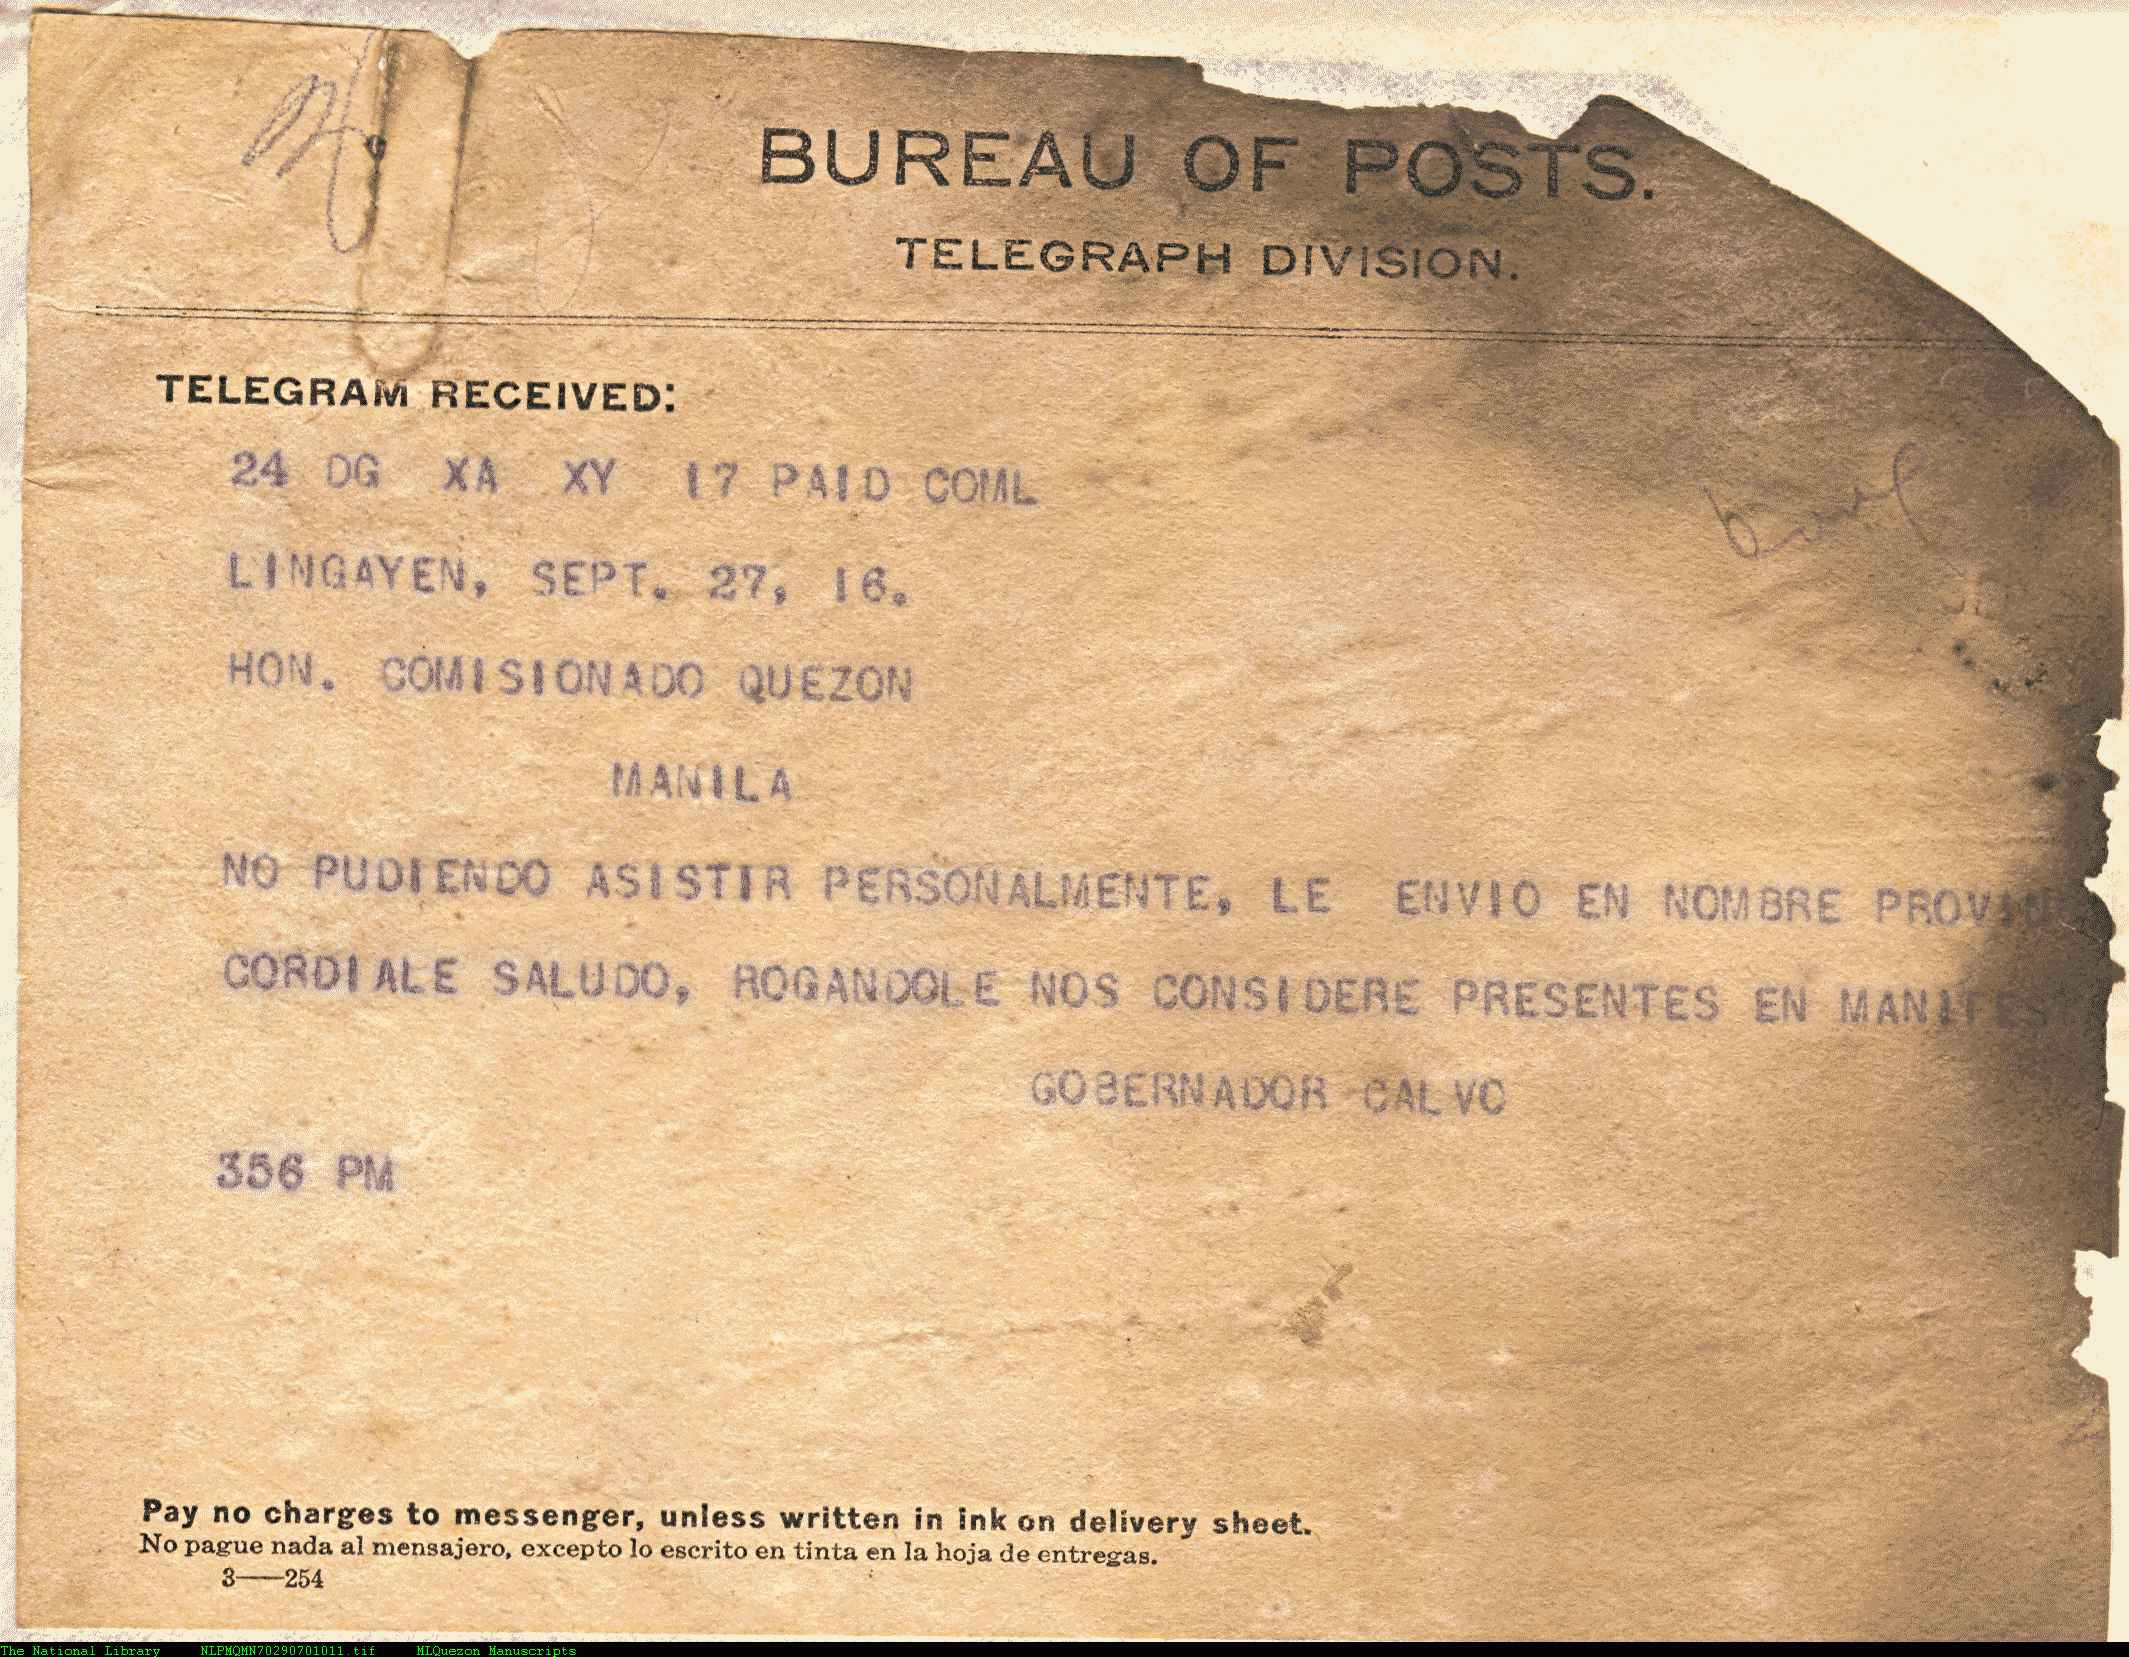 BUREAU OF POSTS.
TELEGRAPH DIVISION.
TELEGRAM RECEIVED:
24 DG XA XY 17 PAID COML
LINGAYEN, SEPT. 27, 16.
HON. COMISIONADO QUEZON
MANILA
NO PUDIENDO ASISTIR PERSONALMENTE, LE ENVIO EN NOMBRE PROVIN
CORDIALE SALUDO, ROGANDOLE NOS CONSIDERE PRESENTES EN MANIFES
GOBERNADOR CALVO
356 PM
Pay no charges to messenger, unless written in ink on delivery sheet.
No pague nada al mensajero, excepto lo escrito en tinta en la hoja de entregas.
3——254
The National Library NLPMQMN70290701011.tif MLQuezon Manuscripts